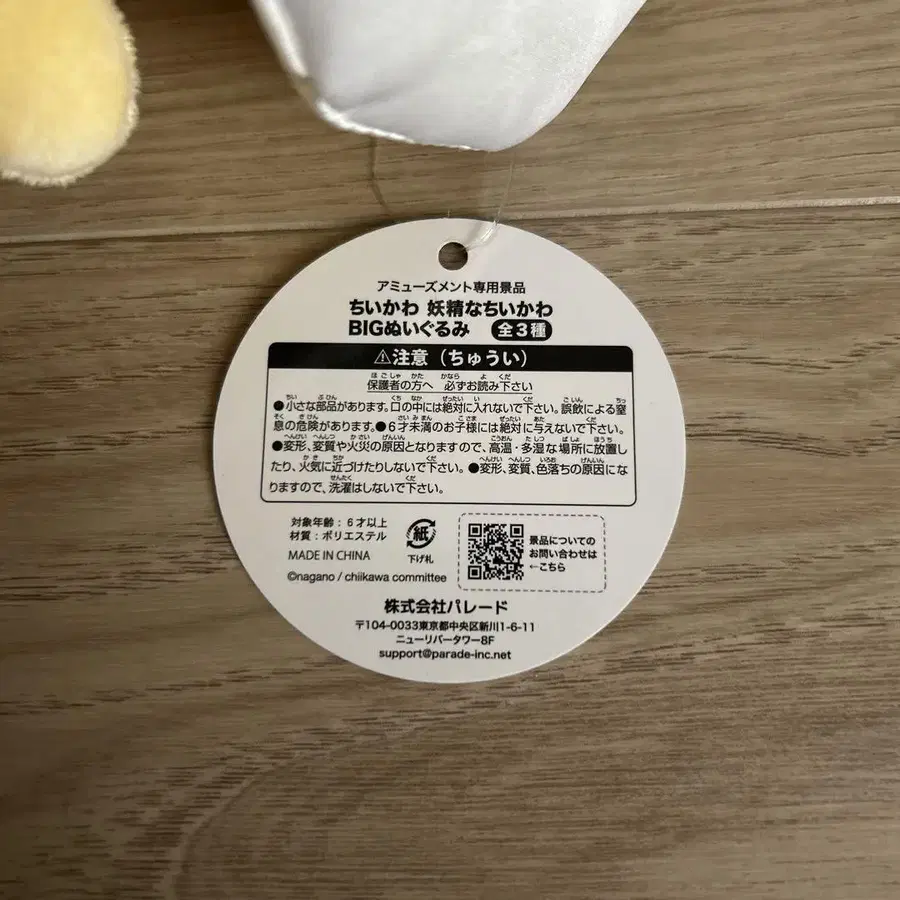 アミューズメント専用景品
ちいかわ 妖精なちいかわ
BIGぬいぐるみ 全3種
⚠注意（ちゅうい）
保護者の方へ 必ずお読み下さい
●小さな部品があります。口の中には絶対に入れないで下さい。誤飲による窒
息の危険があります。●6才未満のお子様には絶対に与えないで下さい。
●変形、変質や火災の原因となりますので、高温・多湿な場所に放置し
たり、火気に近づけたりしないで下さい。●変形、変質、色落ちの原因にな
りますので、洗濯はしないで下さい。
対象年齢：6才以上
材質：ポリエステル
MADE IN CHINA
©nagano / chiikawa committee
紙
下げ札
景品についての
お問い合わせは
←こちら
株式会社パレード
〒104-0033東京都中央区新川1-6-11
ニューリバータワー8F
support@parade-inc.net